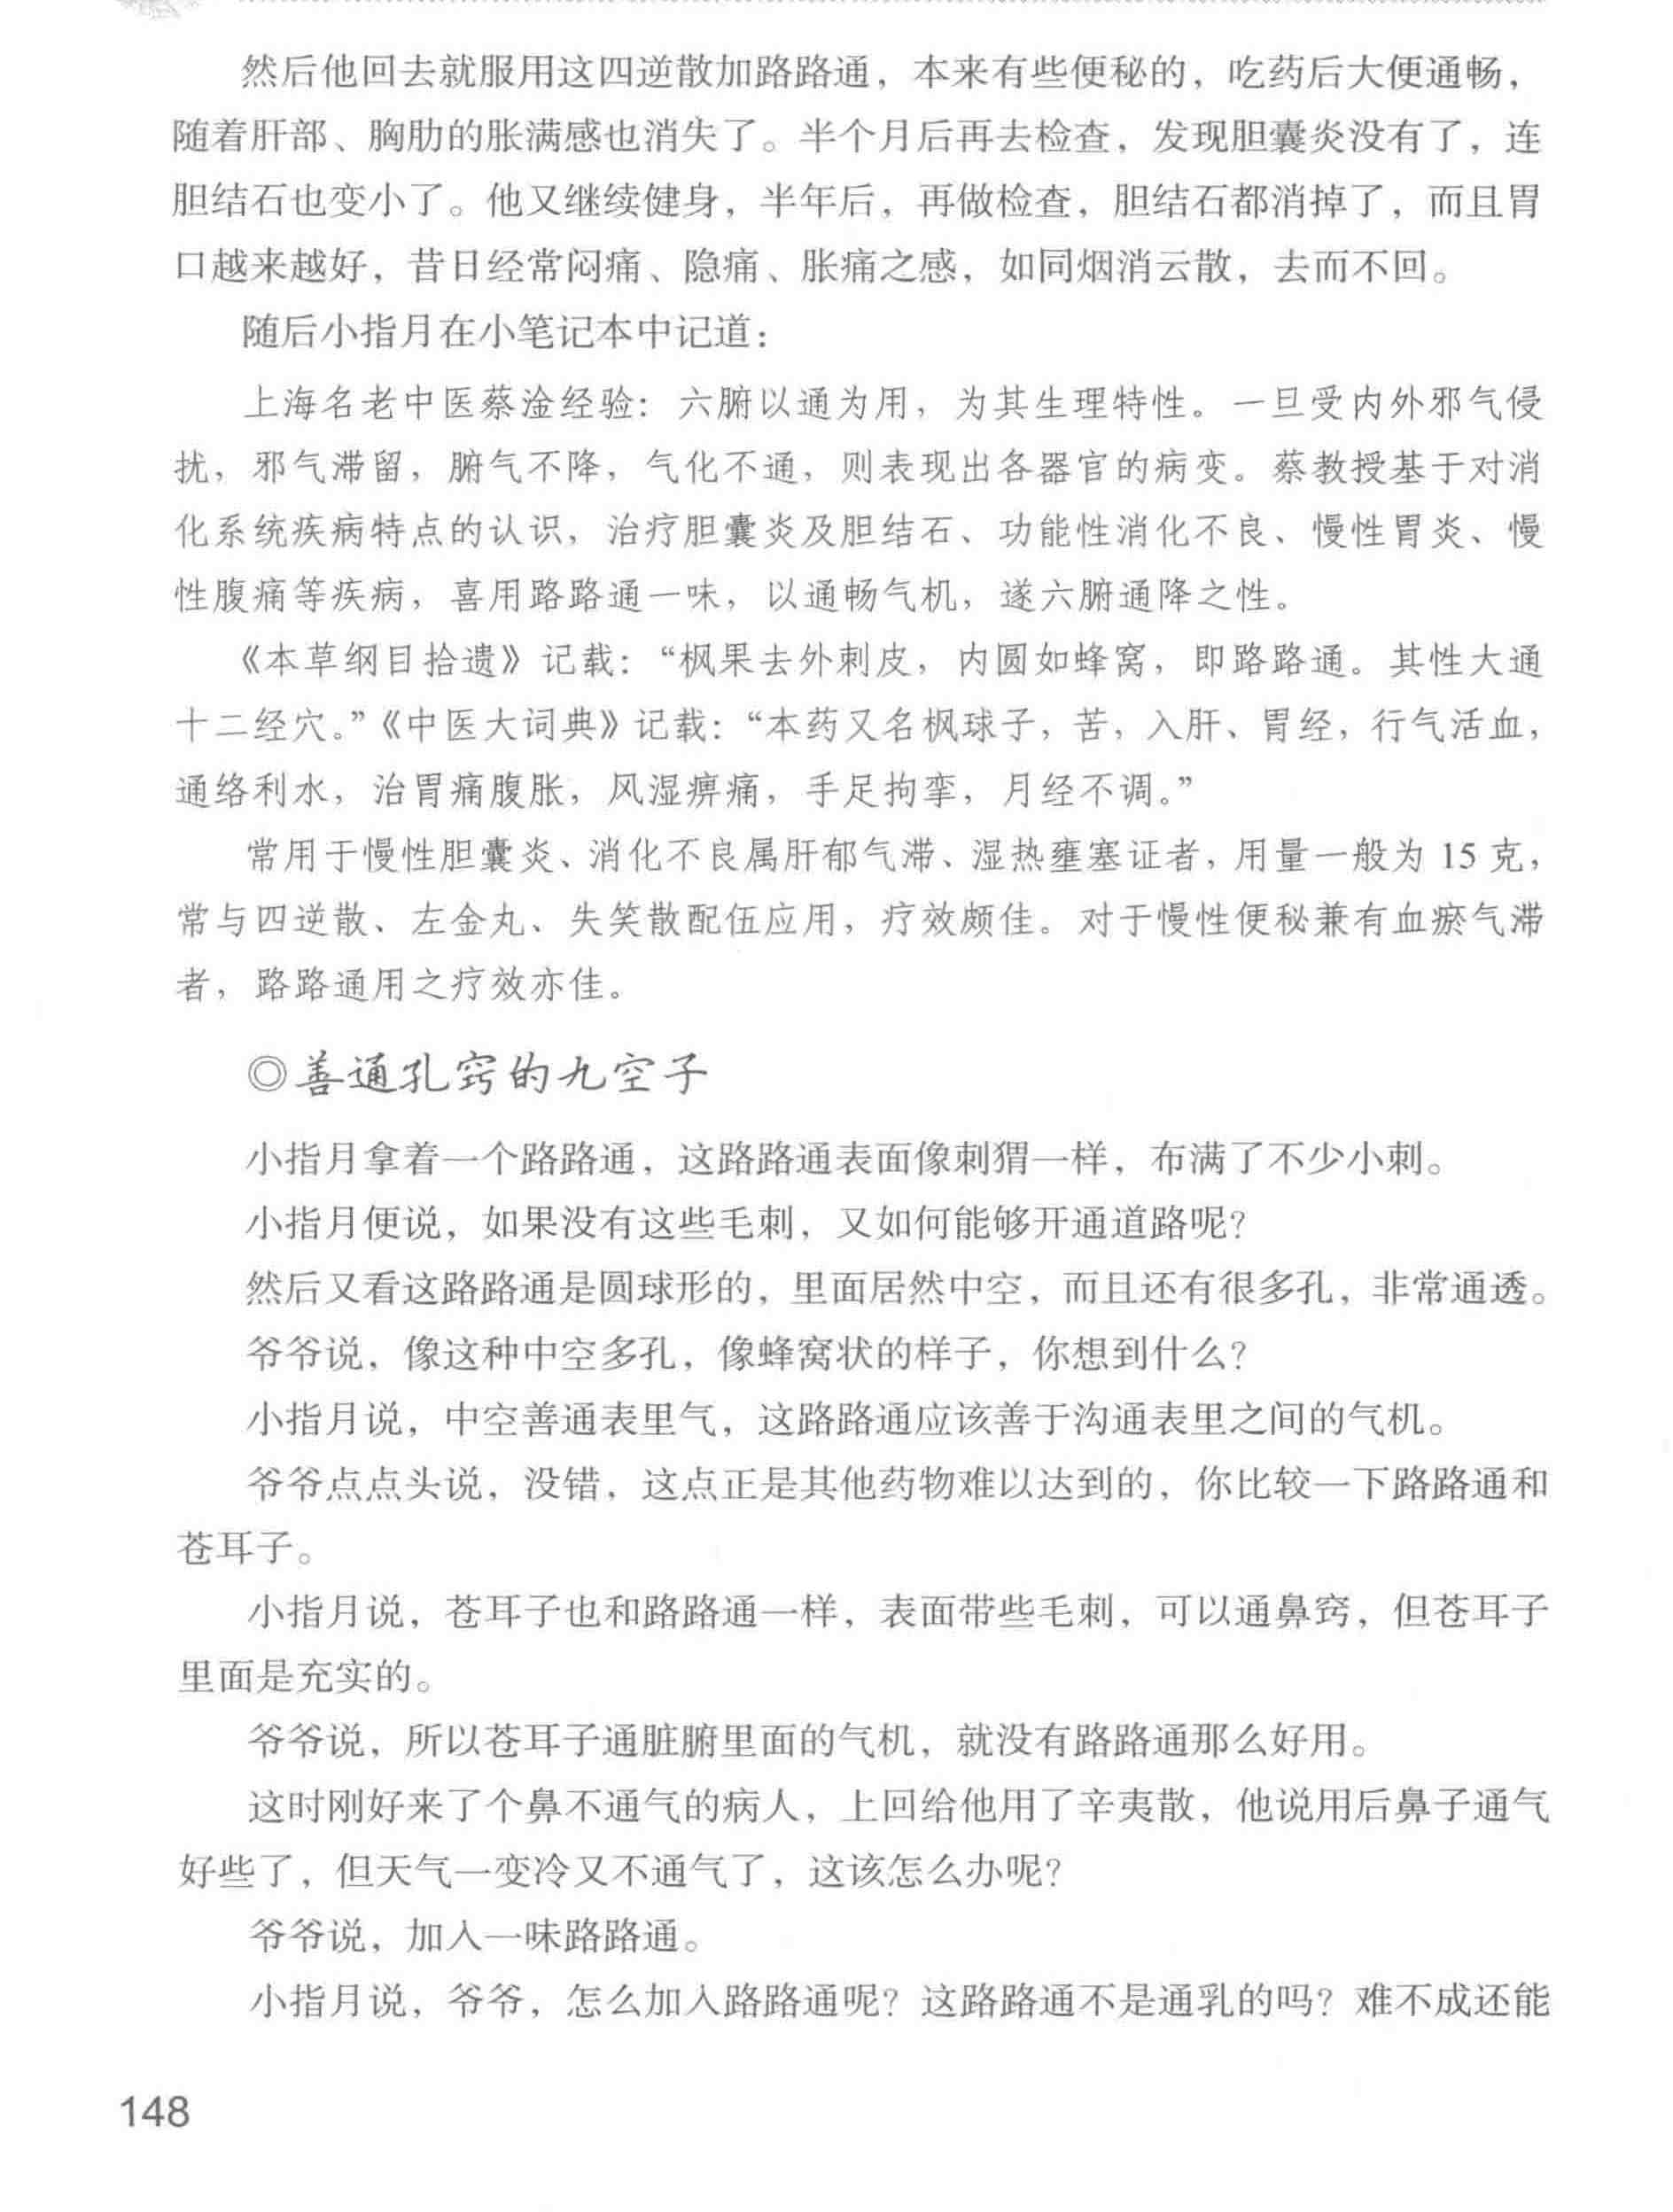 然后他回去就服用这四逆散加路路通，本来有些便秘的，吃药后大便通畅，
随着肝部、胸肋的胀满感也消失了。半个月后再去检查，发现胆囊炎没有了，连
胆结石也变小了。他又继续健身，半年后，再做检查，胆结石都消掉了，而且胃
口越来越好，昔日经常闷痛、隐痛、胀痛之感，如同烟消云散，去而不回。
随后小指月在小笔记本中记道：
上海名老中医蔡淦经验：六腑以通为用，为其生理特性。一旦受内外邪气侵
扰，邪气滞留，腑气不降，气化不通，则表现出各器官的病变。蔡教授基于对消
化系统疾病特点的认识，治疗胆囊炎及胆结石、功能性消化不良、慢性胃炎、慢
性腹痛等疾病，喜用路路通一味，以通畅气机，遂六腑通降之性。
《本草纲目拾遗》记载：“枫果去外刺皮，内圆如蜂窝，即路路通。其性大通
十二经穴。”《中医大词典》记载：“本药又名枫球子，苦，入肝、胃经，行气活血，
通络利水，治胃痛腹胀，风湿痹痛，手足拘挛，月经不调。”
常用于慢性胆囊炎、消化不良属肝郁气滞、湿热壅塞证者，用量一般为 15 克，
常与四逆散、左金丸、失笑散配伍应用，疗效颇佳。对于慢性便秘兼有血瘀气滞
者，路路通用之疗效亦佳。
◎善通孔窍的九空子
小指月拿着一个路路通，这路路通表面像刺猬一样，布满了不少小刺。
小指月便说，如果没有这些毛刺，又如何能够开通道路呢？
然后又看这路路通是圆球形的，里面居然中空，而且还有很多孔，非常通透。
爷爷说，像这种中空多孔，像蜂窝状的样子，你想到什么？
小指月说，中空善通表里气，这路路通应该善于沟通表里之间的气机。
爷爷点点头说，没错，这点正是其他药物难以达到的，你比较一下路路通和
苍耳子。
小指月说，苍耳子也和路路通一样，表面带些毛刺，可以通鼻窍，但苍耳子
里面是充实的。
爷爷说，所以苍耳子通脏腑里面的气机，就没有路路通那么好用。
这时刚好来了个鼻不通气的病人，上回给他用了辛夷散，他说用后鼻子通气
好些了，但天气一变冷又不通气了，这该怎么办呢？
爷爷说，加入一味路路通。
小指月说，爷爷，怎么加入路路通呢？这路路通不是通乳的吗？难不成还能
148